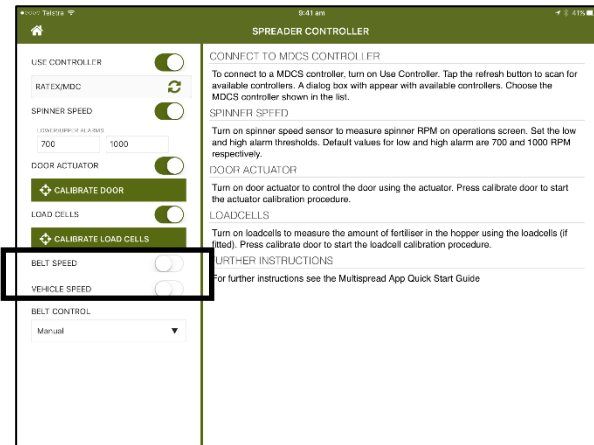 Telstra 9:41 am 41%
SPREADER CONTROLLER
USE CONTROLLER
RATEX/MDC
SPINNER SPEED
LOWER/UPPER ALARMS
700 1000
DOOR ACTUATOR
CALIBRATE DOOR
LOAD CELLS
CALIBRATE LOAD CELLS
BELT SPEED
VEHICLE SPEED
BELT CONTROL
Manual
CONNECT TO MDCS CONTROLLER
To connect to a MDCS controller, turn on Use Controller. Tap the refresh button to scan for
available controllers. A dialog box with appear with available controllers. Choose the
MDCS controller shown in the list.
SPINNER SPEED
Turn on spinner speed sensor to measure spinner RPM on operations screen. Set the low
and high alarm thresholds. Default values for low and high alarm are 700 and 1000 RPM
respectively.
DOOR ACTUATOR
Turn on door actuator to control the door using the actuator. Press calibrate door to start
the actuator calibration procedure.
LOADCELLS
Turn on loadcells to measure the amount of fertiliser in the hopper using the loadcells (if
fitted). Press calibrate door to start the loadcell calibration procedure.
FURTHER INSTRUCTIONS
For further instructions see the Multispread App Quick Start Guide